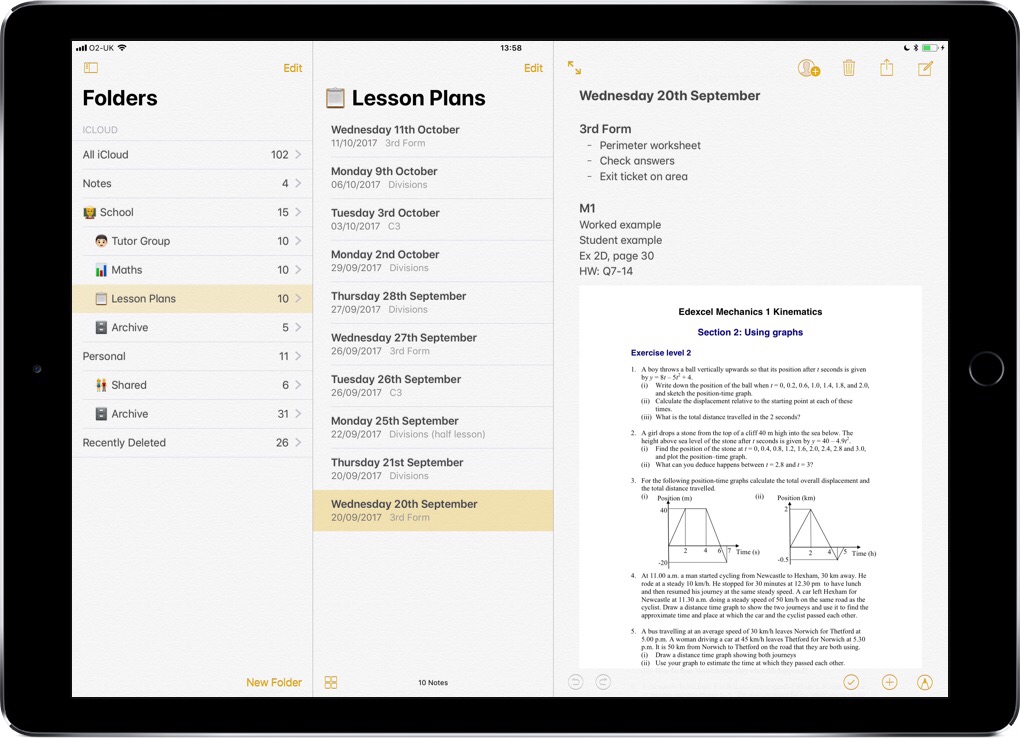 O2-UK
13:58
Edit
Folders
ICLOUD
All iCloud 102
Notes 4
School 15
Tutor Group 10
Maths 10
Lesson Plans 10
Archive 5
Personal 11
Shared 6
Archive 31
Recently Deleted 26
New Folder
Edit
Lesson Plans
Wednesday 11th October
11/10/2017 3rd Form
Monday 9th October
06/10/2017 Divisions
Tuesday 3rd October
03/10/2017 C3
Monday 2nd October
29/09/2017 Divisions
Thursday 28th September
27/09/2017 Divisions
Wednesday 27th September
26/09/2017 3rd Form
Tuesday 26th September
26/09/2017 C3
Monday 25th September
22/09/2017 Divisions (half lesson)
Thursday 21st September
20/09/2017 Divisions
Wednesday 20th September
20/09/2017 3rd Form
10 Notes
Wednesday 20th September
3rd Form
- Perimeter worksheet
- Check answers
- Exit ticket on area
M1
Worked example
Student example
Ex 2D, page 30
HW: Q7-14
Edexcel Mechanics 1 Kinematics
Section 2: Using graphs
Exercise level 2
1. A boy throws a ball vertically upwards so that its position after t seconds is given
by y = 8t – 5t² + 4.
(i) Write down the position of the ball when t = 0, 0.2, 0.6, 1.0, 1.4, 1.8, and 2.0,
and sketch the position-time graph.
(ii) Calculate the displacement relative to the starting point at each of these
times.
(iii) What is the total distance travelled in the 2 seconds?
2. A girl drops a stone from the top of a cliff 40 m high into the sea below. The
height above sea level of the stone after t seconds is given by y = 40 – 4.9t².
(i) Find the position of the stone at t = 0, 0.4, 0.8, 1.2, 1.6, 2.0, 2.4, 2.8 and 3.0,
and plot the position–time graph.
(ii) What can you deduce happens between t = 2.8 and t = 3?
3. For the following position-time graphs calculate the total overall displacement and
the total distance travelled.
(i) Position (m) (ii) Position (km)
40 2
2 4 6 7 Time (s) 2 4 5 Time (h)
-20 -0.5
4. At 11.00 a.m. a man started cycling from Newcastle to Hexham, 30 km away. He
rode at a steady 10 km/h. He stopped for 30 minutes at 12.30 pm to have lunch
and then resumed his journey at the same steady speed. A car left Hexham for
Newcastle at 11.30 a.m. doing a steady speed of 50 km/h on the same road as the
cyclist. Draw a distance time graph to show the two journeys and use it to find the
approximate time and place at which the car and the cyclist passed each other.
5. A bus travelling at an average speed of 30 km/h leaves Norwich for Thetford at
5.00 p.m. A woman driving a car at 45 km/h leaves Thetford for Norwich at 5.30
p.m. It is 50 km from Norwich to Thetford on the road that they are both using.
(i) Draw a distance time graph showing both journeys
(ii) Use your graph to estimate the time at which they passed each other.